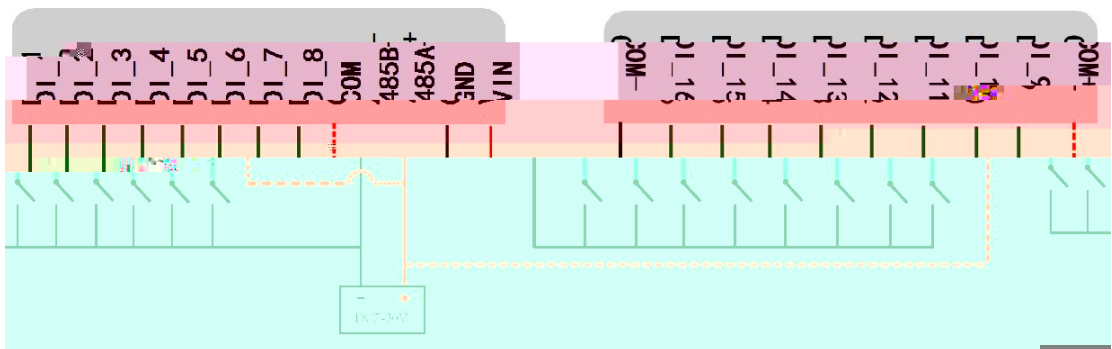 DI_2
DI_3
DI_4
DI_5
DI_6
DI_7
DI_8
COM
485B-
485A+
GND
VIN
COM-
DI_16
DI_15
DI_14
DI_13
DI_12
DI_11
DI_9
COM+
-
+